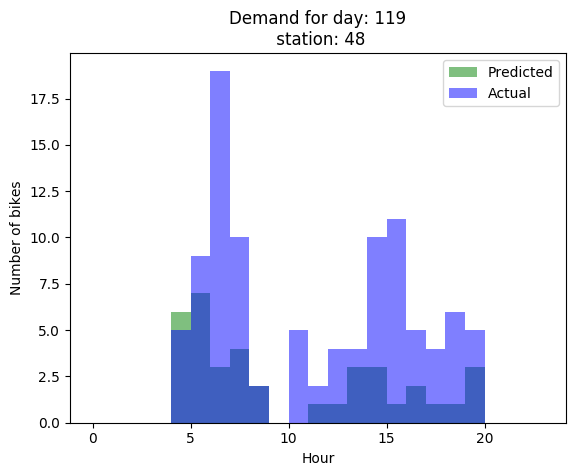 Demand for day: 119
station: 48
Predicted
Actual
Number of bikes
17.5
15.0
12.5
10.0
7.5
5.0
2.5
0.0
0 5 10 15 20
Hour